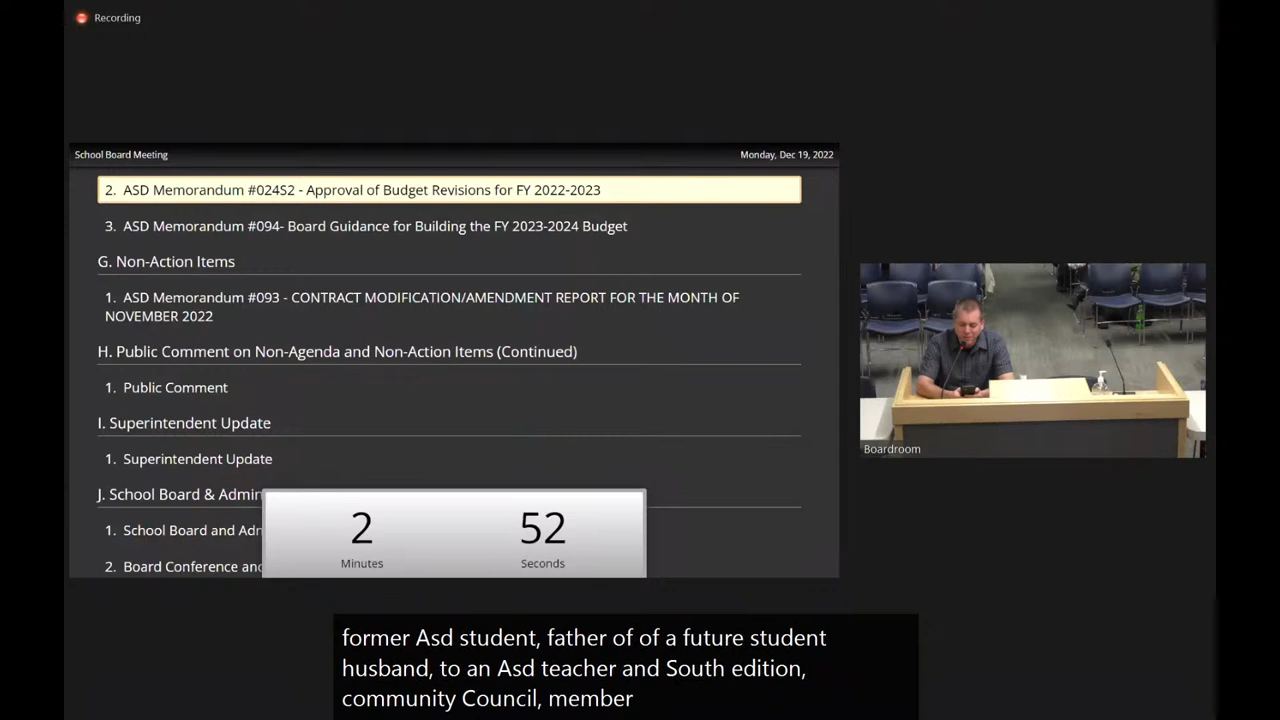 Recording
School Board Meeting
Monday, Dec 19, 2022
2. ASD Memorandum #024S2 - Approval of Budget Revisions for FY 2022-2023
3. ASD Memorandum #094- Board Guidance for Building the FY 2023-2024 Budget
G. Non-Action Items
1. ASD Memorandum #093 - CONTRACT MODIFICATION/AMENDMENT REPORT FOR THE MONTH OF
NOVEMBER 2022
H. Public Comment on Non-Agenda and Non-Action Items (Continued)
1. Public Comment
I. Superintendent Update
1. Superintendent Update
J. School Board & Admin
1. School Board and Adn
2. Board Conference and
2 52
Minutes Seconds
Boardroom
former Asd student, father of of a future student
husband, to an Asd teacher and South edition,
community Council, member